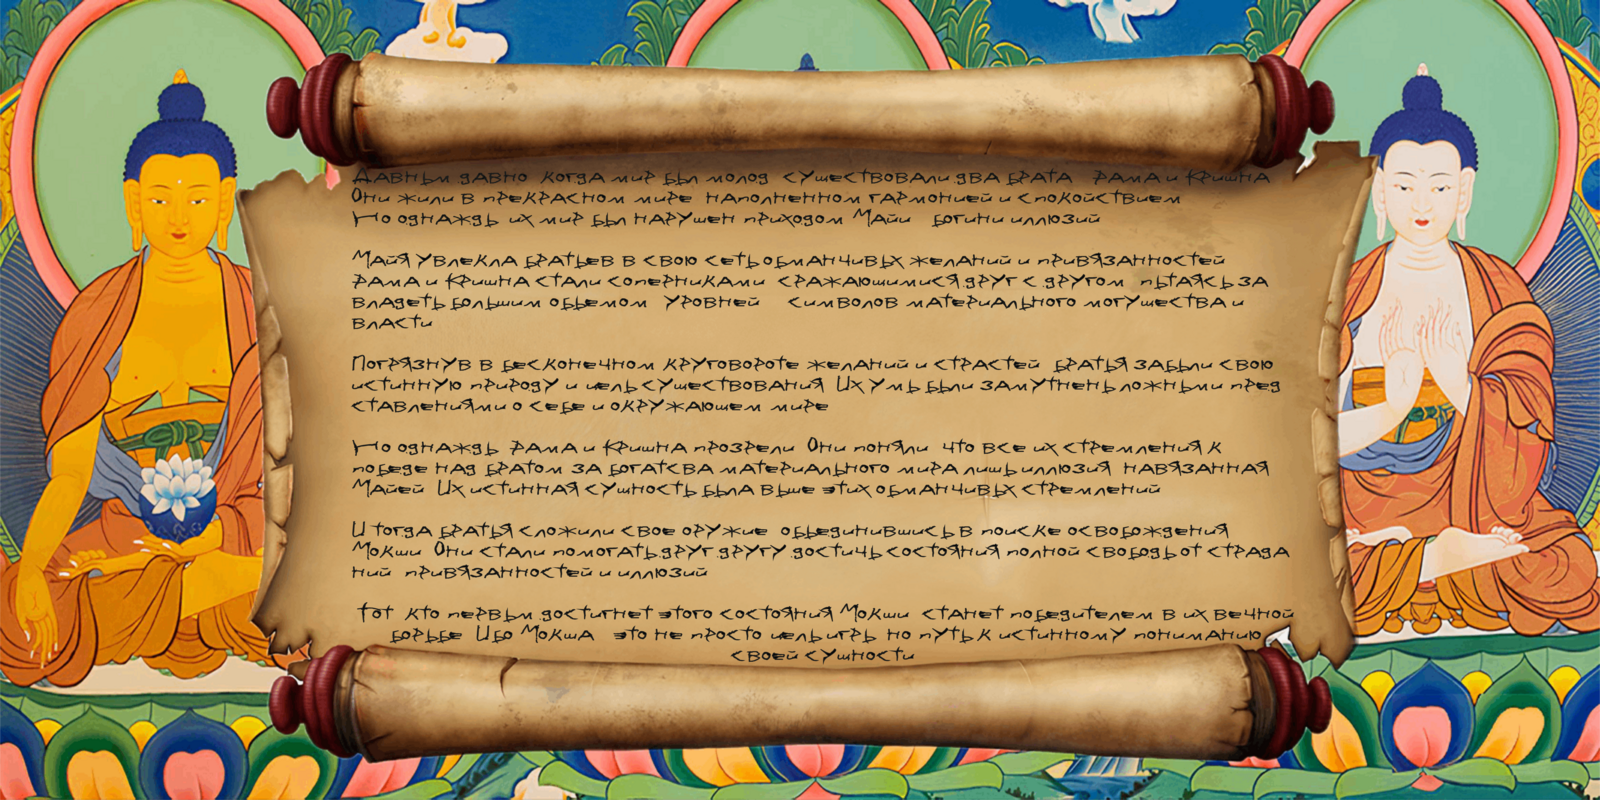 Давным давно когда мир был молод существовали два брата Рама и Кришна
Они жили в прекрасном мире наполненном гармонией и спокойствием
Но однажды их мир был нарушен приходом Майи богини иллюзий
Майя увлекла братьев в свою сеть обманчивых желаний и привязанностей
Рама и Кришна стали соперниками сражающимися друг с другом пытаясь за
владеть большим объемом уровней символов материального могущества и
власти
Погрязнув в бесконечном круговороте желаний и страстей братья забыли свою
истинную природу и цель существования Их умы были замутнены ложными пред
ставлениями о себе и окружающем мире
Но однажды Рама и Кришна прозрели Они поняли что все их стремления к
победе над братом за богатсва материального мира лишь иллюзия навязанная
Майей Их истинная сущность была выше этих обманчивых стремлений
И тогда братья сложили свое оружие объединившись в поиске освобождения
Мокши Они стали помогать друг другу достичь состояния полной свободы от страда
ний привязанностей и иллюзий
Тот кто первым достигнет этого состояния Мокши станет победителем в их вечной
борьбе Ибо Мокша это не просто цель игры но путь к истинному пониманию
своей сущности